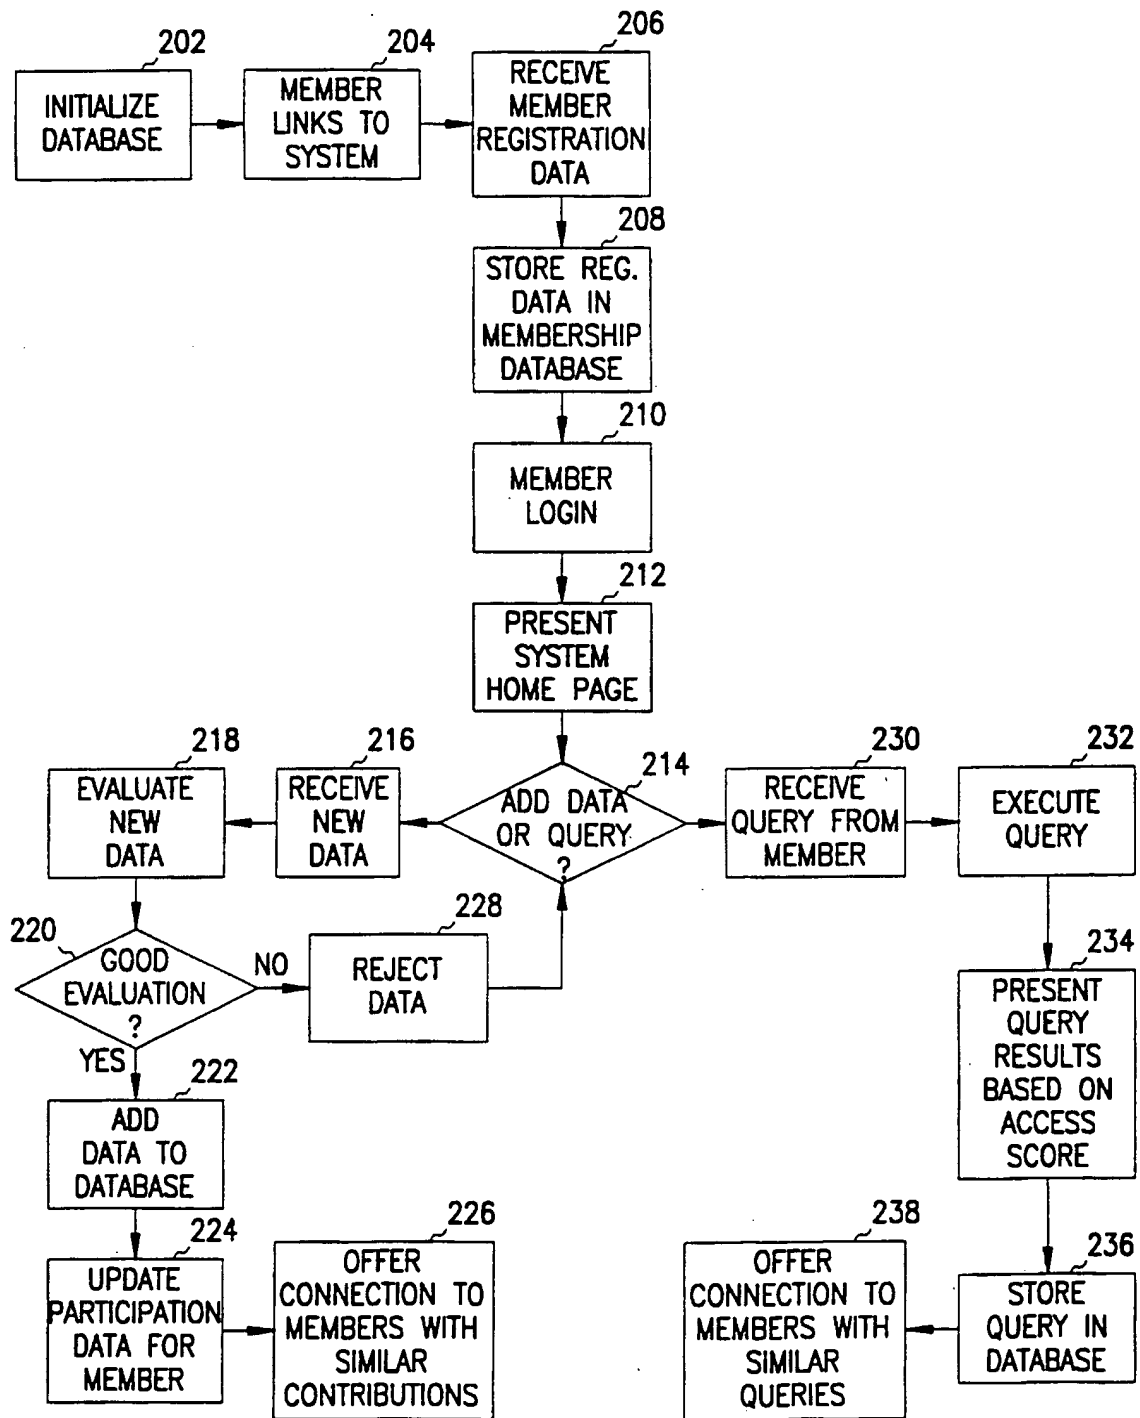 202
INITIALIZE
DATABASE
204
MEMBER
LINKS TO
SYSTEM
206
RECEIVE
MEMBER
REGISTRATION
DATA
208
STORE REG.
DATA IN
MEMBERSHIP
DATABASE
210
MEMBER
LOGIN
212
PRESENT
SYSTEM
HOME PAGE
214
ADD DATA
OR QUERY
?
216
RECEIVE
NEW
DATA
218
EVALUATE
NEW
DATA
220
GOOD
EVALUATION
?
NO
228
REJECT
DATA
YES
222
ADD
DATA TO
DATABASE
224
UPDATE
PARTICIPATION
DATA FOR
MEMBER
226
OFFER
CONNECTION TO
MEMBERS WITH
SIMILAR
CONTRIBUTIONS
230
RECEIVE
QUERY FROM
MEMBER
232
EXECUTE
QUERY
234
PRESENT
QUERY
RESULTS
BASED ON
ACCESS
SCORE
236
STORE
QUERY IN
DATABASE
238
OFFER
CONNECTION TO
MEMBERS WITH
SIMILAR
QUERIES